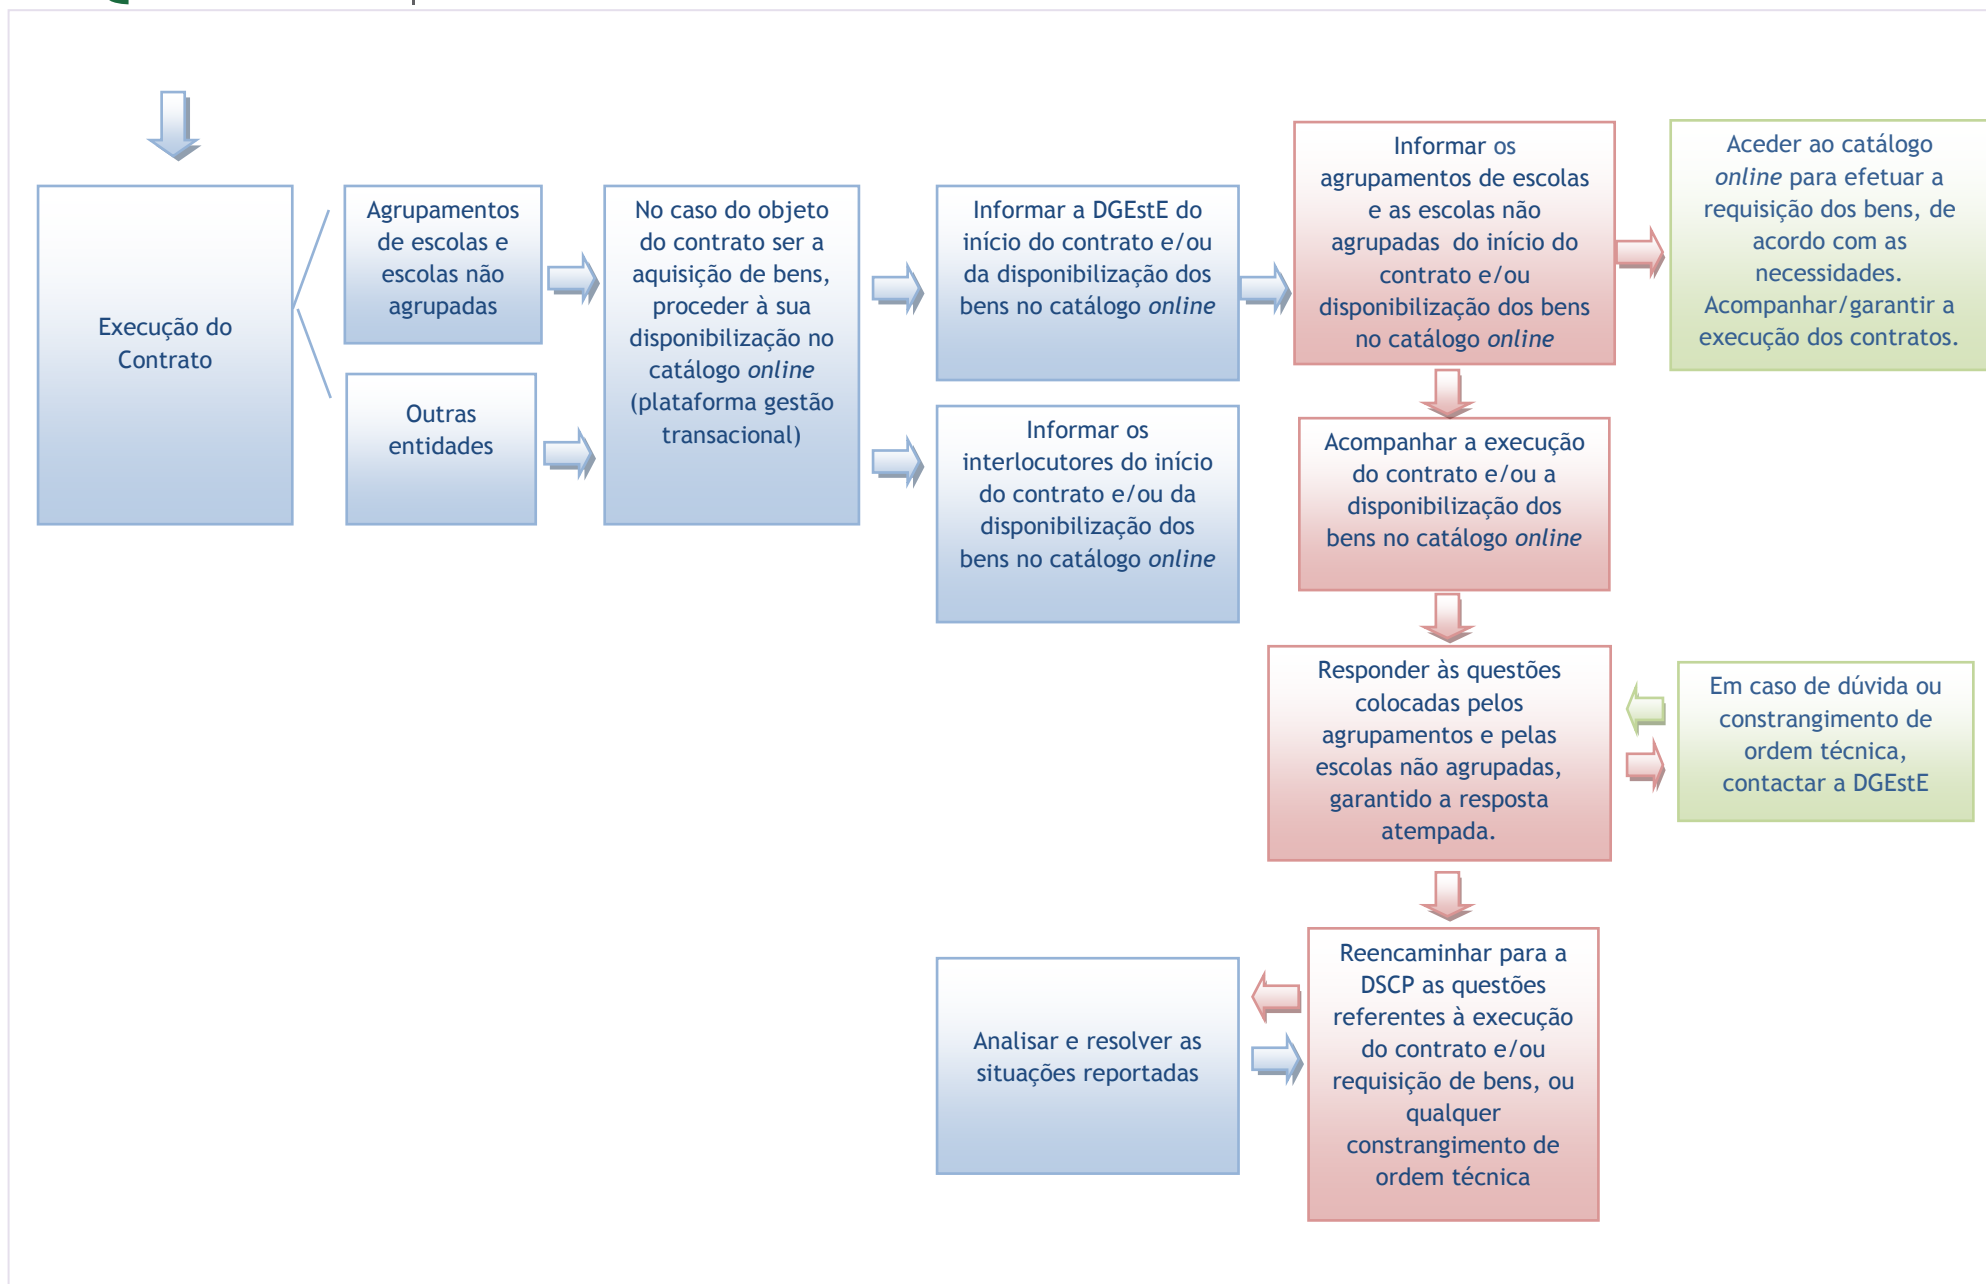 Execução do
Contrato
Agrupamentos
de escolas e
escolas não
agrupadas
Outras
entidades
No caso do objeto
do contrato ser a
aquisição de bens,
proceder à sua
disponibilização no
catálogo online
(plataforma gestão
transacional)
Informar a DGEstE do
início do contrato e/ou
da disponibilização dos
bens no catálogo online
Informar os
interlocutores do início
do contrato e/ou da
disponibilização dos
bens no catálogo online
Informar os
agrupamentos de escolas
e as escolas não
agrupadas  do início do
contrato e/ou
disponibilização dos bens
no catálogo online
Aceder ao catálogo
online para efetuar a
requisição dos bens, de
acordo com as
necessidades.
Acompanhar/garantir a
execução dos contratos.
Acompanhar a execução
do contrato e/ou a
disponibilização dos
bens no catálogo online
Responder às questões
colocadas pelos
agrupamentos e pelas
escolas não agrupadas,
garantido a resposta
atempada.
Em caso de dúvida ou
constrangimento de
ordem técnica,
contactar a DGEstE
Reencaminhar para a
DSCP as questões
referentes à execução
do contrato e/ou
requisição de bens, ou
qualquer
constrangimento de
ordem técnica
Analisar e resolver as
situações reportadas